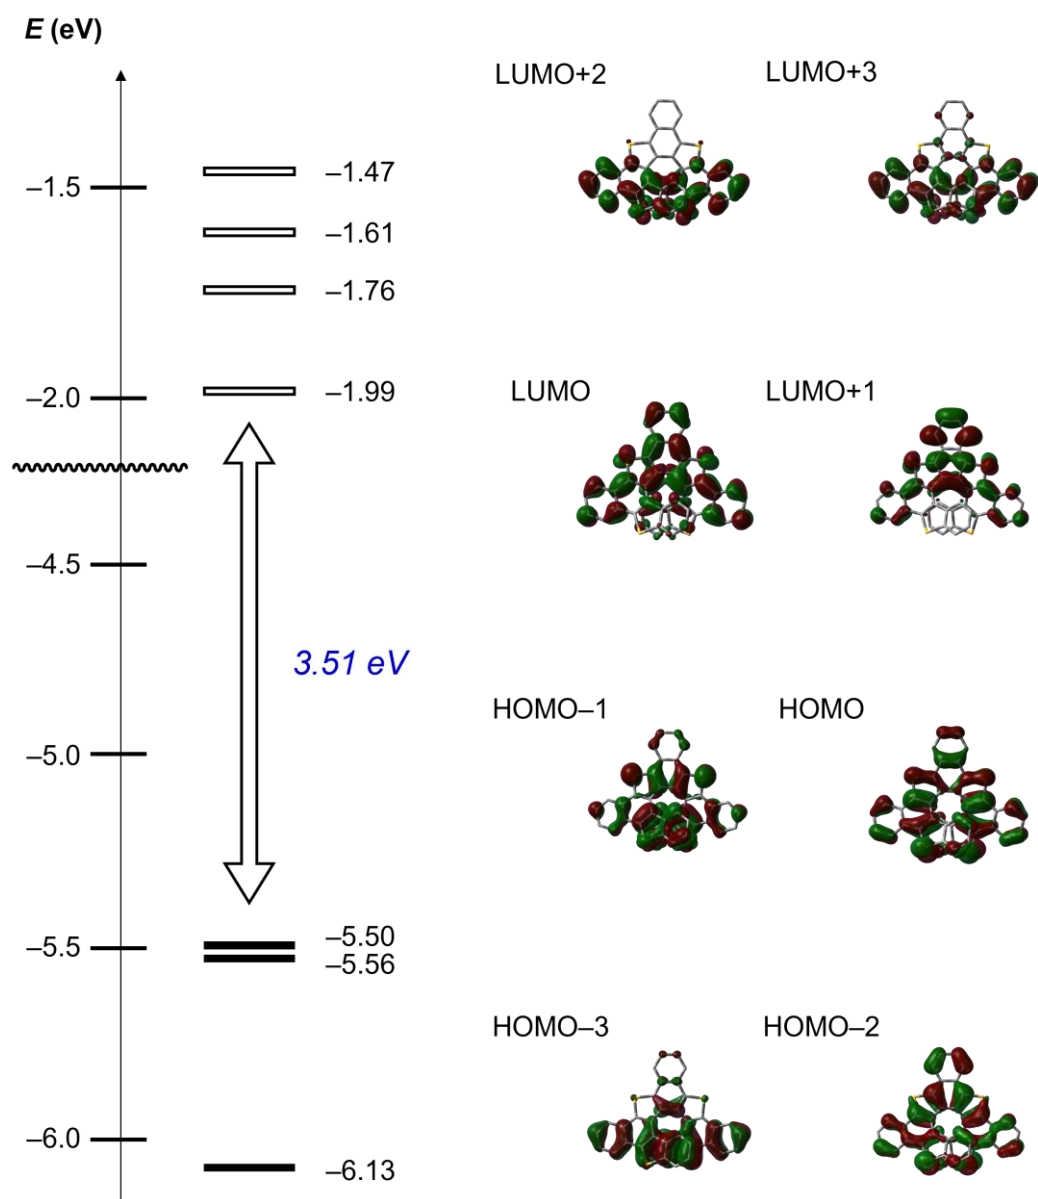 E (eV)
LUMO+2
LUMO+3
–1.47
–1.5
–1.61
–1.76
LUMO
LUMO+1
–1.99
–2.0
–4.5
3.51 eV
HOMO–1
HOMO
–5.0
–5.50
–5.5
–5.56
HOMO–3
HOMO–2
–6.0
–6.13